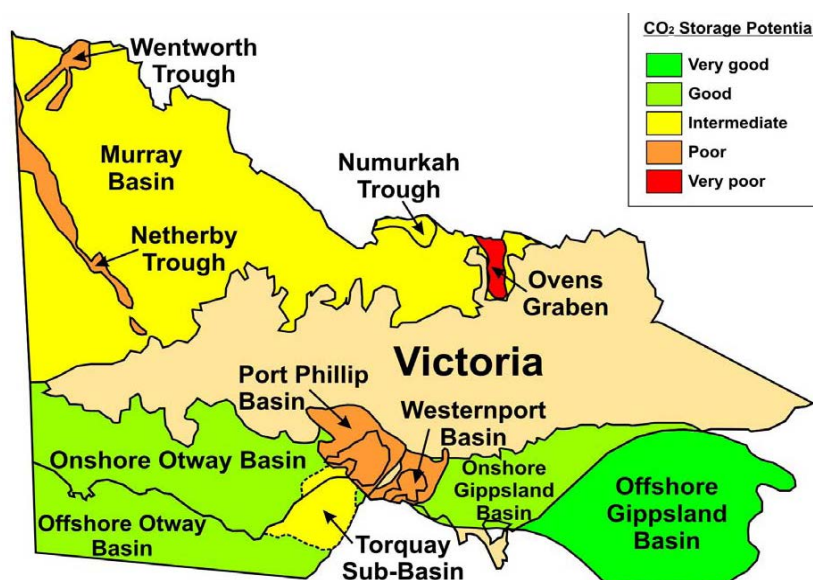 CO₂ Storage Potentia
Very good
Good
Intermediate
Poor
Very poor
Wentworth
Trough
Murray
Basin
Numurkah
Trough
Netherby
Trough
Ovens
Graben
Victoria
Port Phillip
Basin
Westernport
Basin
Onshore Otway Basin
Onshore
Gippsland
Basin
Offshore
Gippsland
Basin
Offshore Otway
Basin
Torquay
Sub-Basin